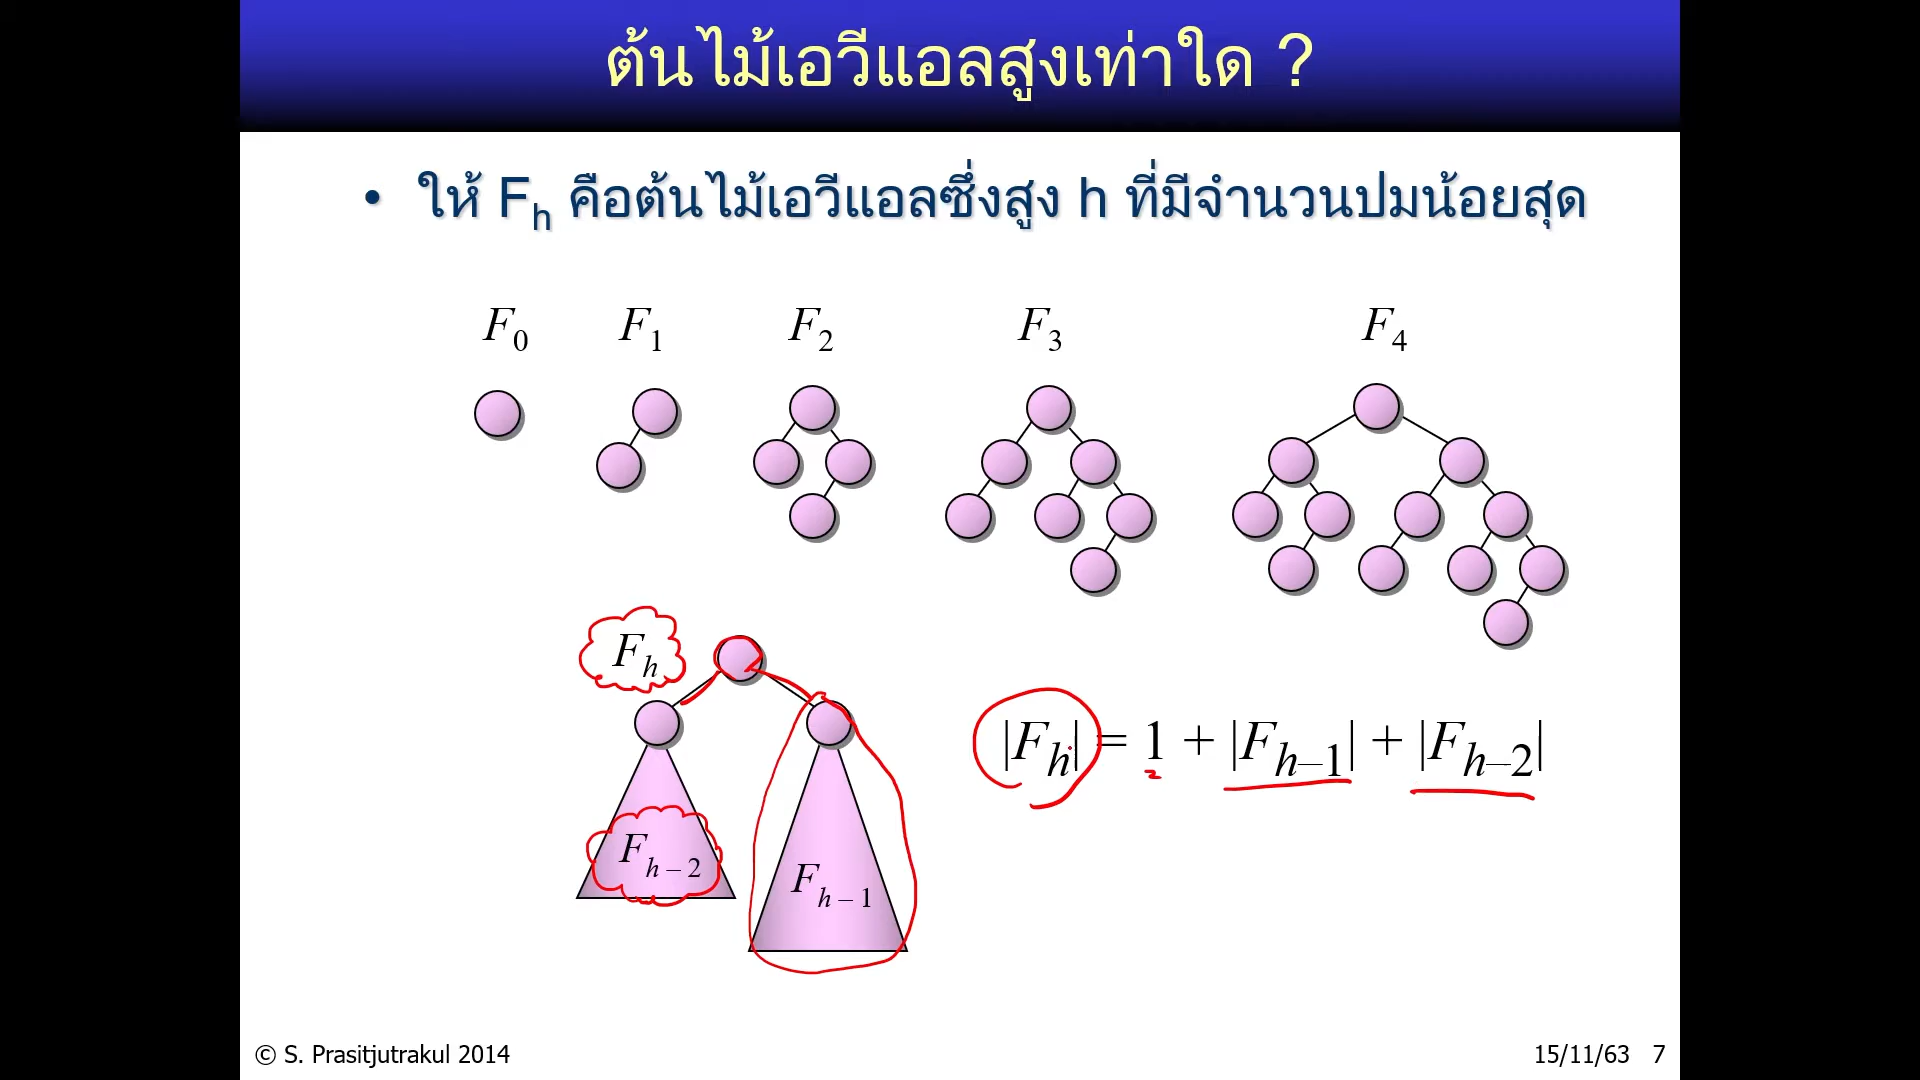 ต้นไม้เอวีแอลสูงเท่าใด ?
• ให้ Fh คือต้นไม้เอวีแอลซึ่งสูง h ที่มีจำนวนปมน้อยสุด
F0 F1 F2 F3 F4
Fh
|Fh| = 1 + |Fh–1| + |Fh–2|
Fh – 2
Fh – 1
© S. Prasitjutrakul 2014
15/11/63 7